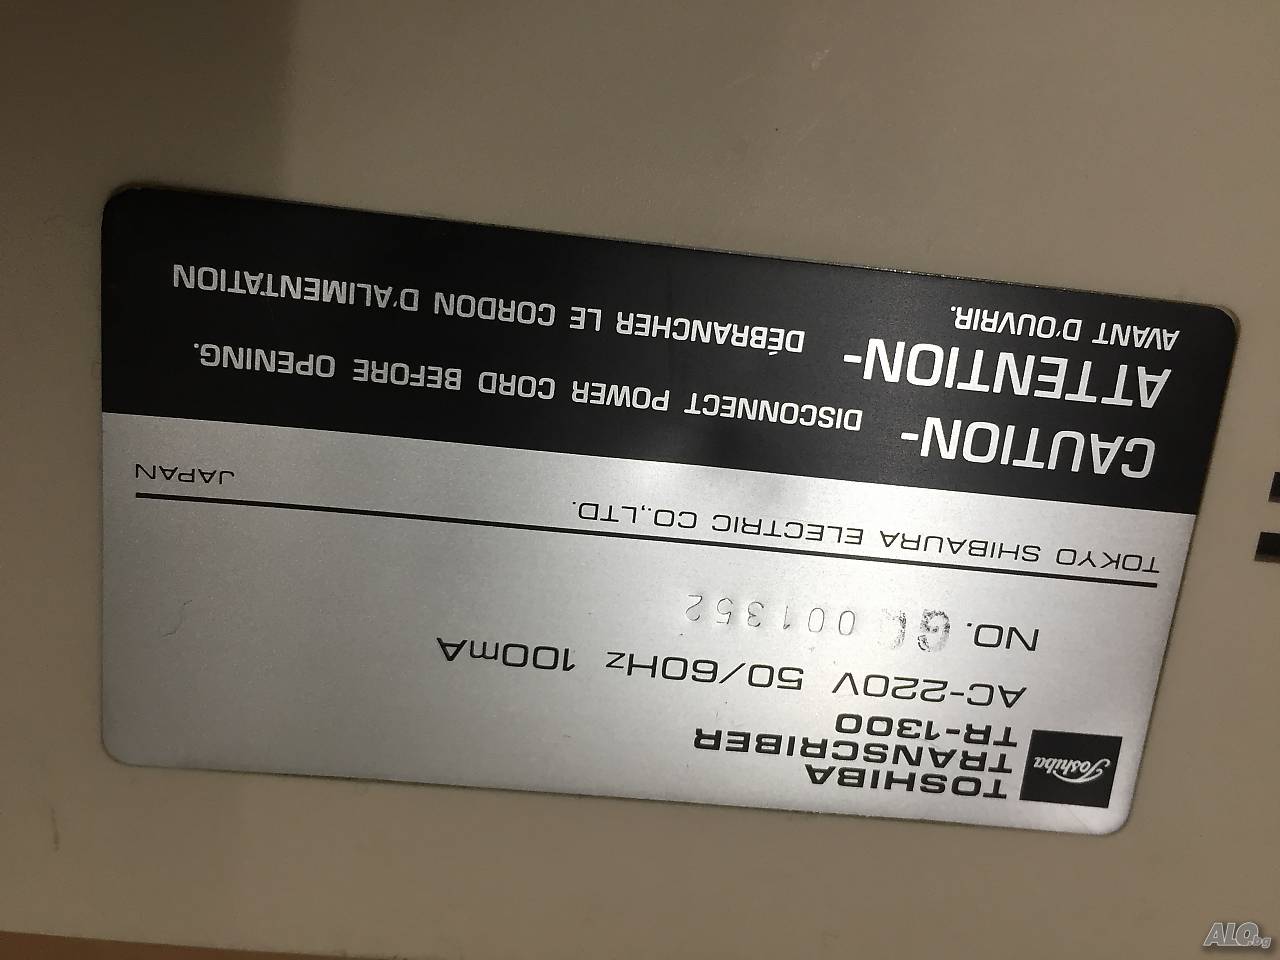 Toshiba
TOSHIBA
TRANSCRIBER
TR-1300
AC-220V 50/60Hz 100mA
NO. 001352
TOKYO SHIBAURA ELECTRIC CO.,LTD. JAPAN
CAUTION- DISCONNECT POWER CORD BEFORE OPENING.
ATTENTION- DÉBRANCHER LE CORDON D'ALIMENTATION
AVANT D'OUVRIR.
ALO.bg